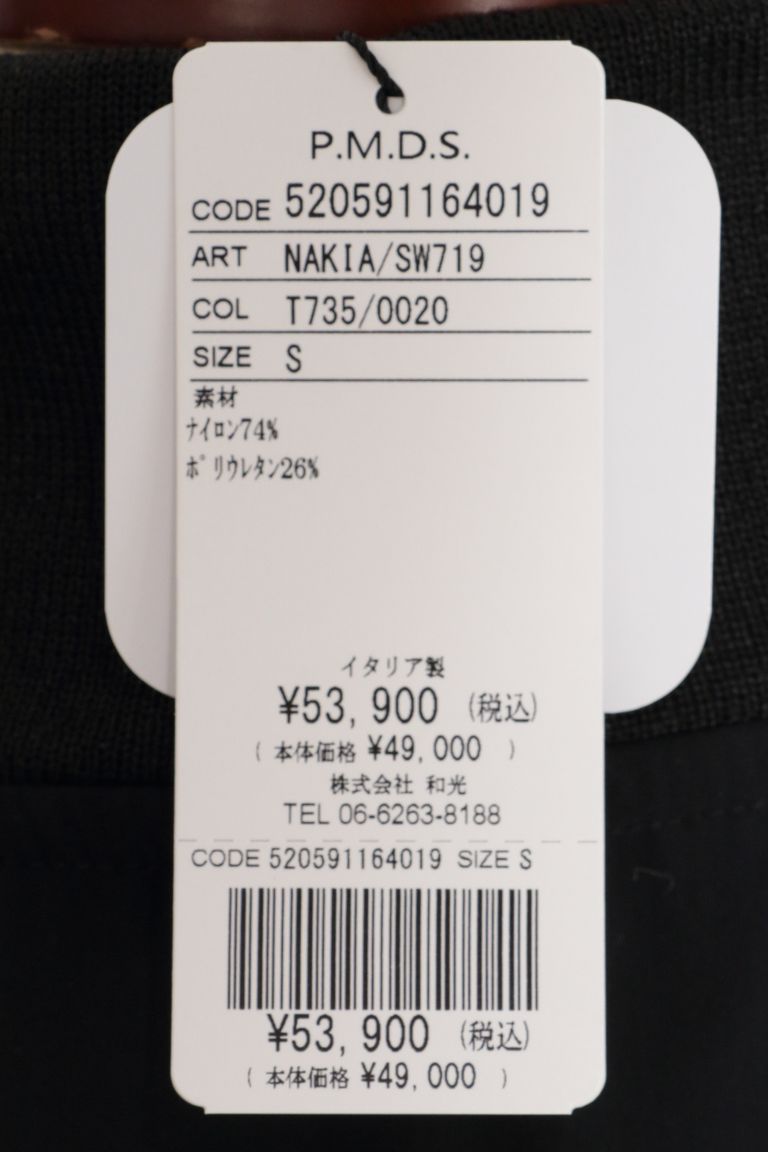 P.M.D.S.
CODE 520591164019
ART NAKIA/SW719
COL T735/0020
SIZE S
素材
ﾅｲﾛﾝ74%
ﾎﾟﾘｳﾚﾀﾝ26%
イタリア製
¥53,900 (税込)
( 本体価格 ¥49,000 )
株式会社 和光
TEL 06-6263-8188
CODE 520591164019 SIZE S
¥53,900 (税込)
( 本体価格 ¥49,000 )